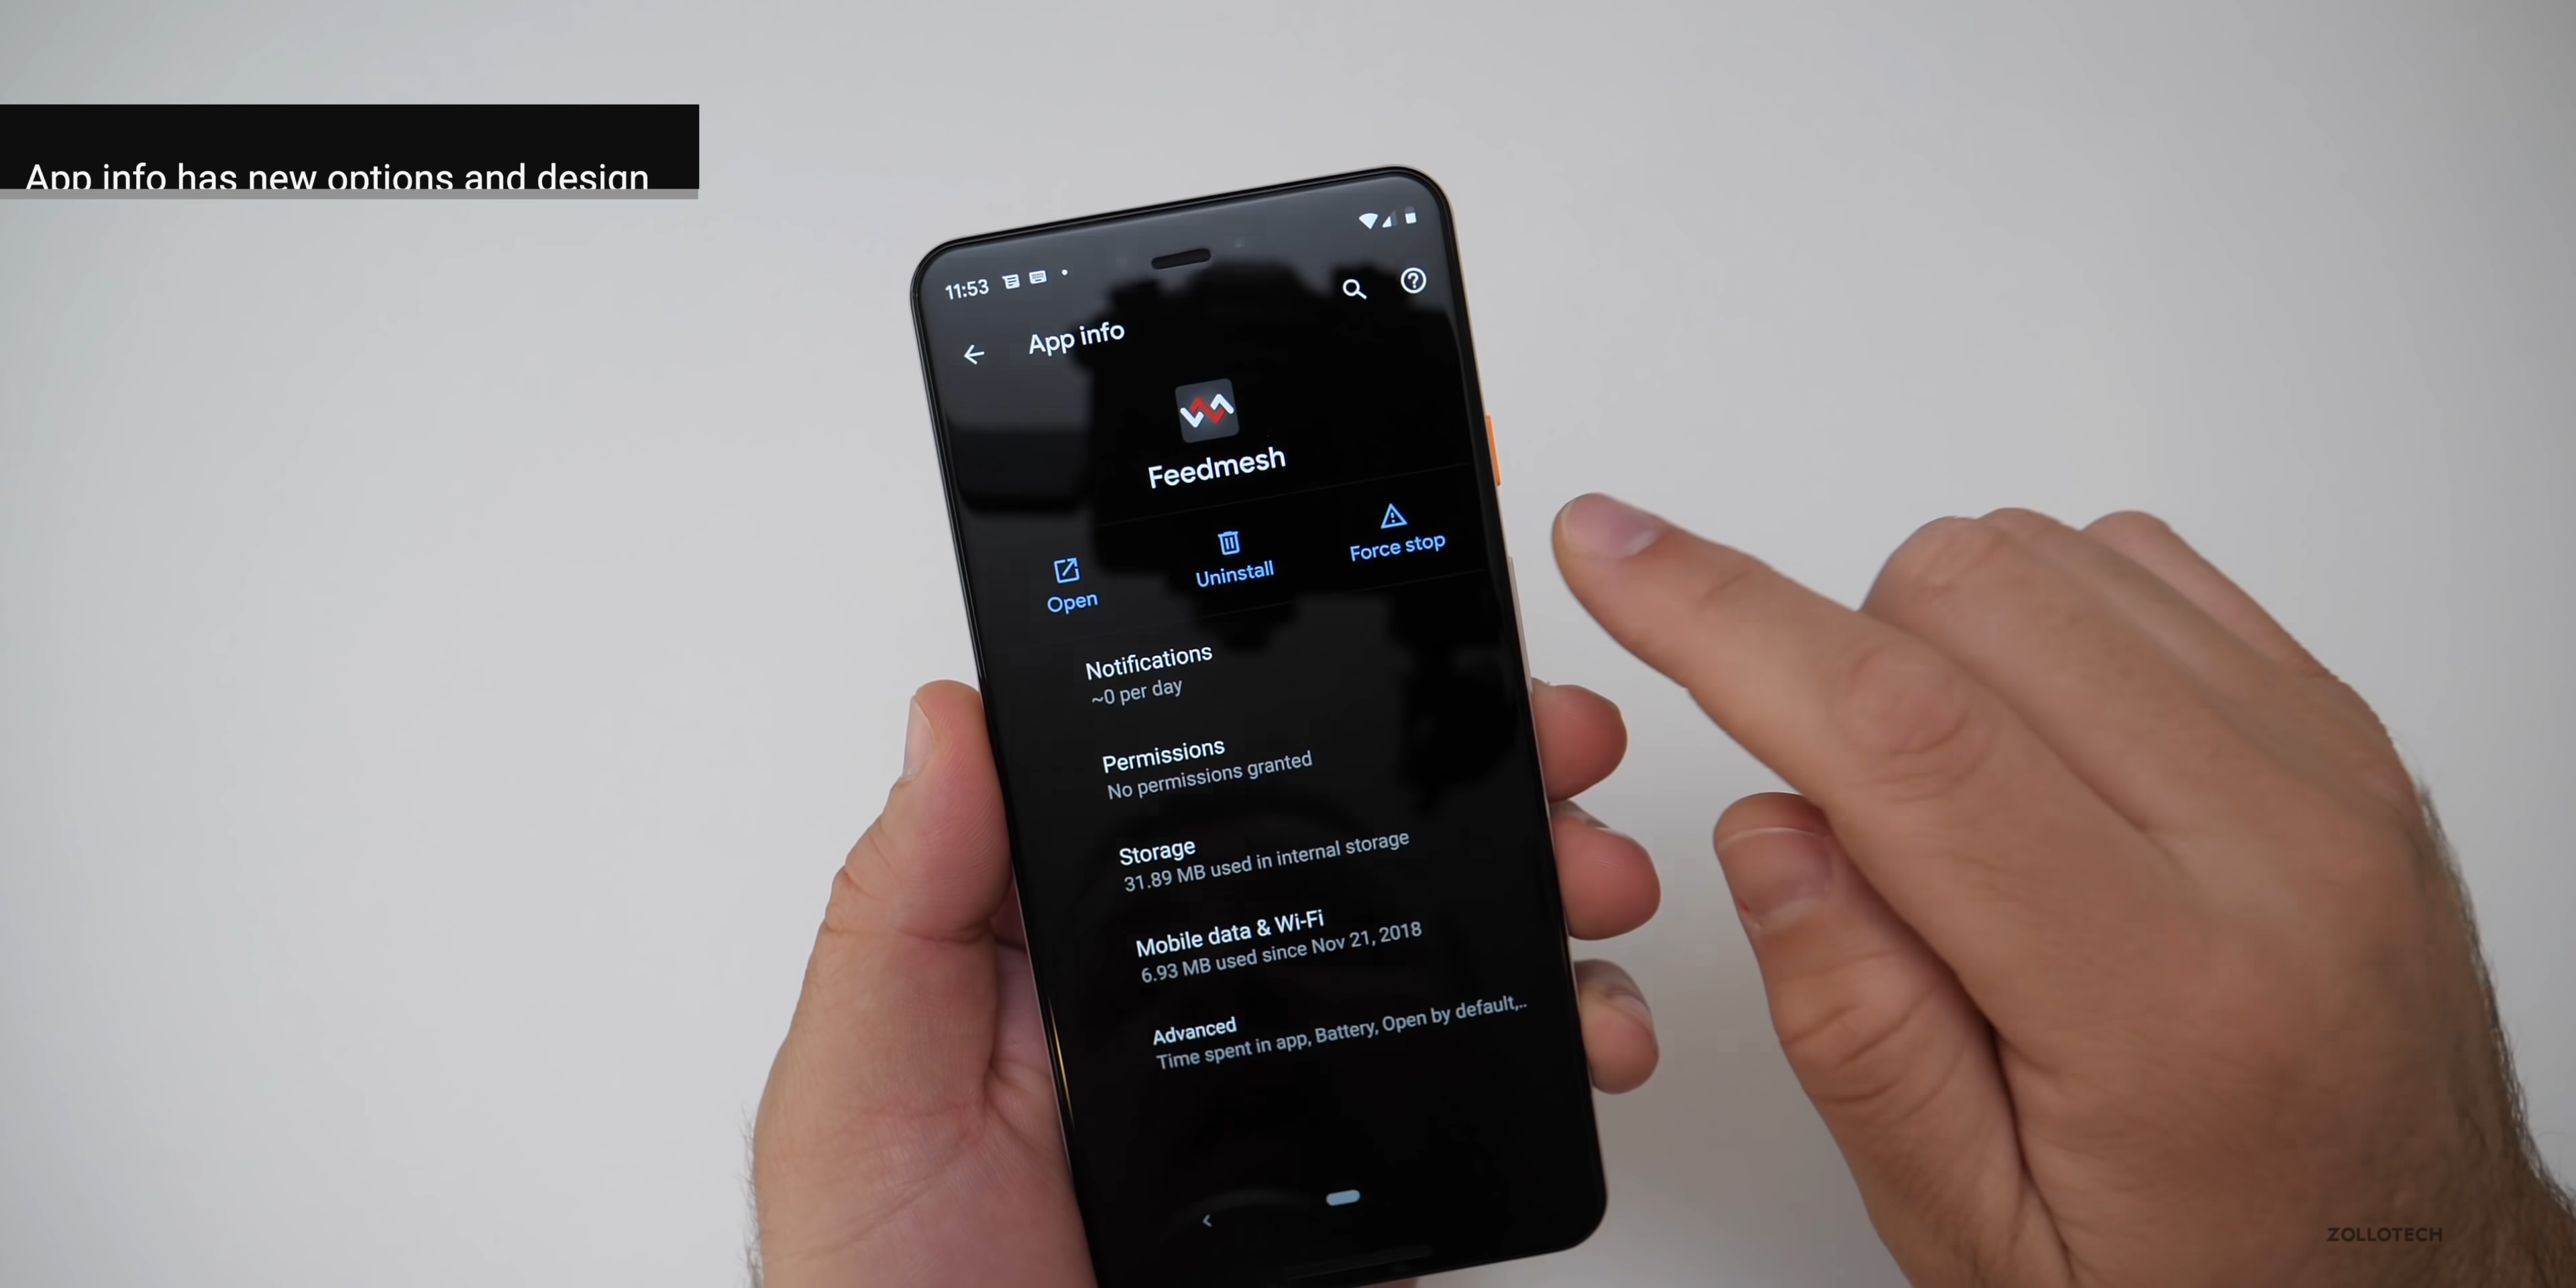 App info has new options and design
11:53
App info
Feedmesh
Open
Uninstall
Force stop
Notifications
~0 per day
Permissions
No permissions granted
Storage
31.89 MB used in internal storage
Mobile data & Wi-Fi
6.93 MB used since Nov 21, 2018
Advanced
Time spent in app, Battery, Open by default,..
ZOLLOTECH